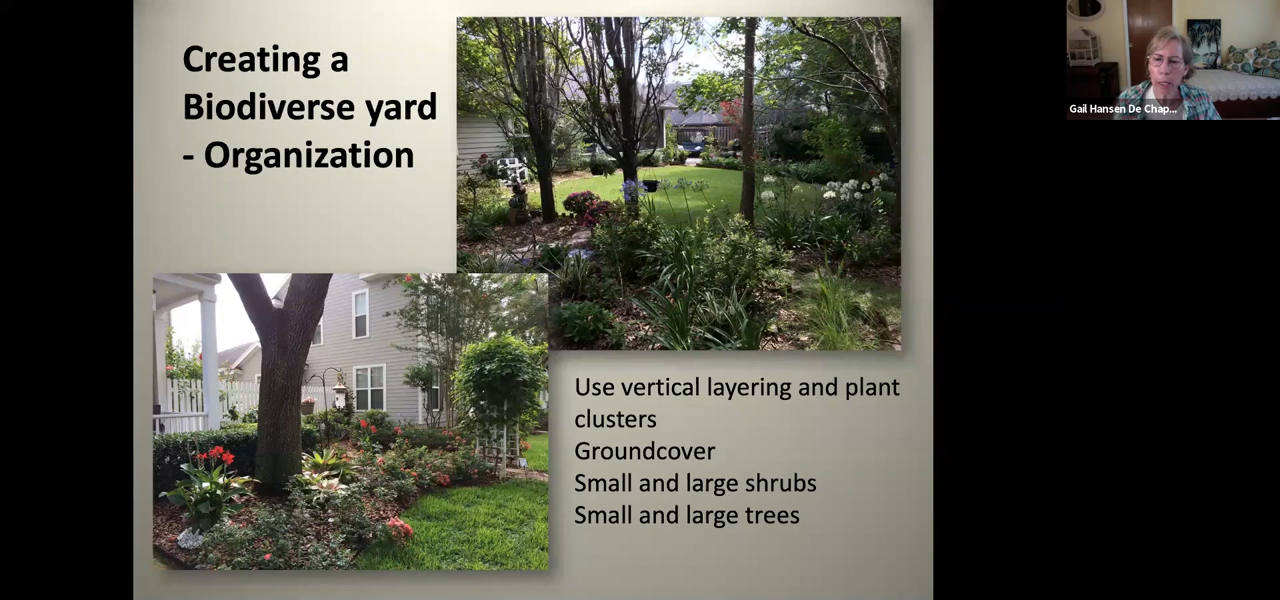 Creating a
Biodiverse yard
- Organization
Use vertical layering and plant
clusters
Groundcover
Small and large shrubs
Small and large trees
Gail Hansen De Chap...